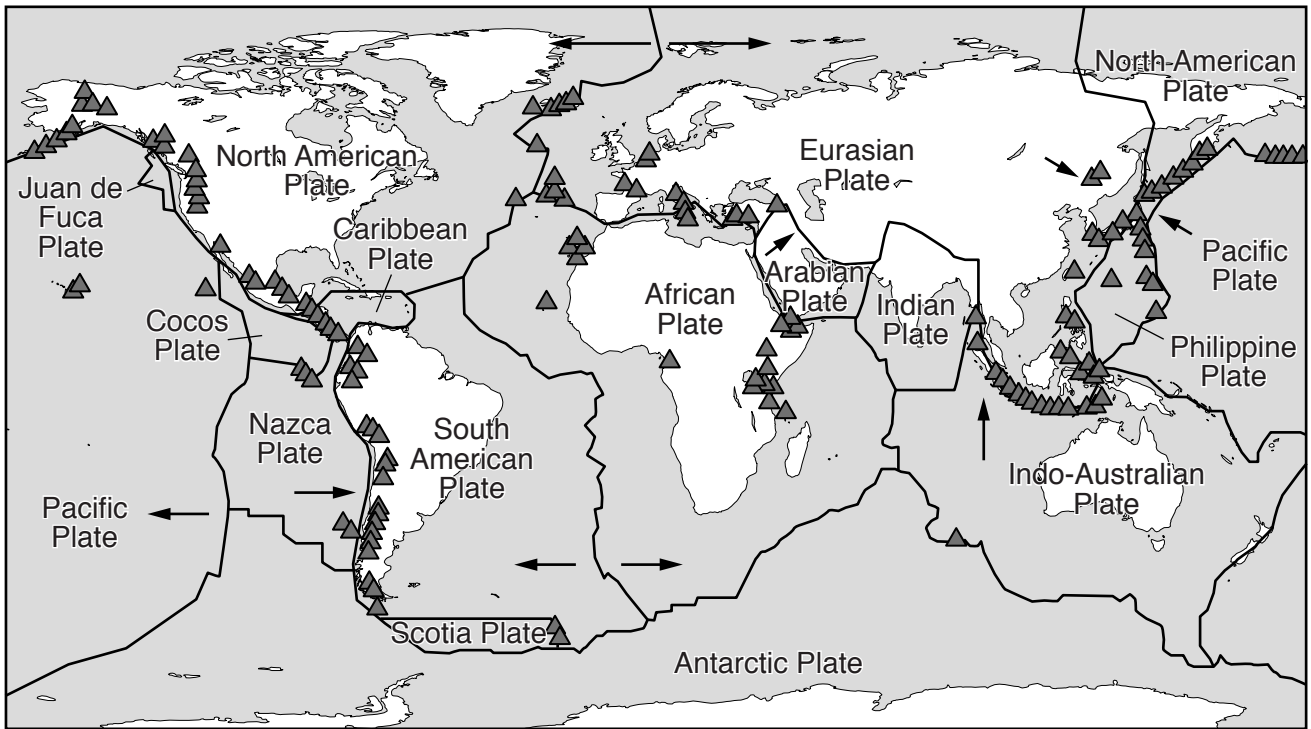 North American
Plate
North American
Plate
Eurasian
Plate
Juan de
Fuca
Plate
Caribbean
Plate
Pacific
Plate
Arabian
Plate
African
Plate
Indian
Plate
Cocos
Plate
Philippine
Plate
Nazca
Plate
South
American
Plate
Indo-Australian
Plate
Pacific
Plate
Scotia Plate
Antarctic Plate